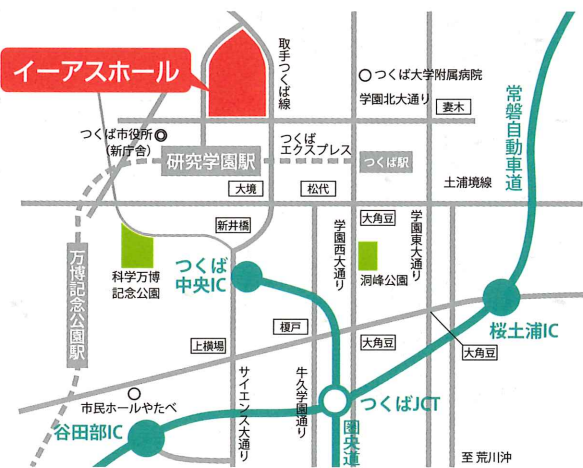 イーアスホール
取手つくば線
つくば大学附属病院
学園北大通り
妻木
常磐自動車道
つくば市役所
（新庁舎）
つくば
エクスプレス
研究学園駅
つくば駅
大境
松代
土浦境線
新井橋
大角豆
学園西大通り
学園東大通り
万博記念公園駅
科学万博
記念公園
つくば
中央IC
洞峰公園
桜土浦IC
榎戸
上横場
大角豆
大角豆
市民ホールやたべ
サイエンス大通り
牛久学園通り
つくばJCT
谷田部IC
圏央道
至 荒川沖